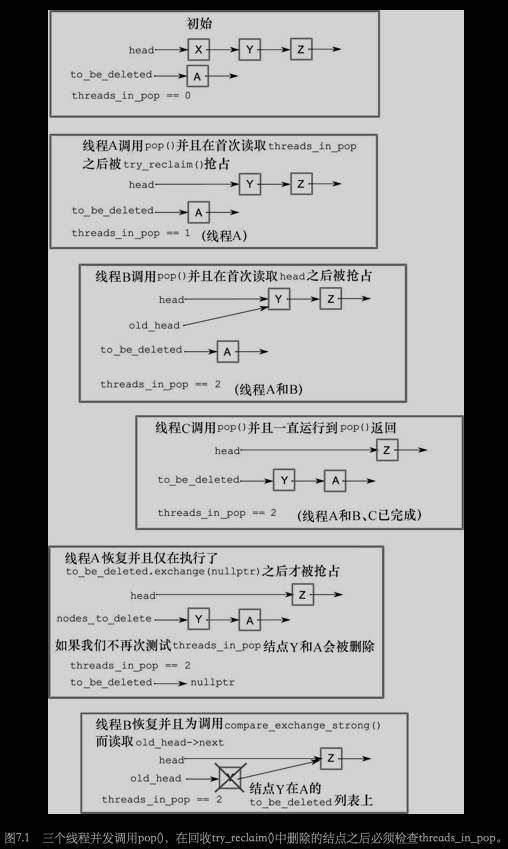 初始
head X Y Z
to_be_deleted A
threads_in_pop == 0
线程A调用pop()并且在首次读取threads_in_pop
之后被try_reclaim()抢占
head Y Z
to_be_deleted A
threads_in_pop == 1 (线程A)
线程B调用pop()并且在首次读取head之后被抢占
head Y Z
old_head
to_be_deleted A
threads_in_pop == 2 (线程A和B)
线程C调用pop()并且一直运行到pop()返回
head Z
to_be_deleted Y A
threads_in_pop == 2 (线程A和B、C已完成)
线程A恢复并且仅在执行了
to_be_deleted.exchange(nullptr)之后才被抢占
head Z
nodes_to_delete Y A
如果我们不再次测试threads_in_pop结点Y和A会被删除
threads_in_pop == 2
to_be_deleted nullptr
线程B恢复并且为调用compare_exchange_strong()
而读取old_head->next
head Z
old_head Y
结点Y在A的
threads_in_pop == 2 to_be_deleted列表上
图7.1 三个线程并发调用pop()，在回收try_reclaim()中删除的结点之后必须检查threads_in_pop。